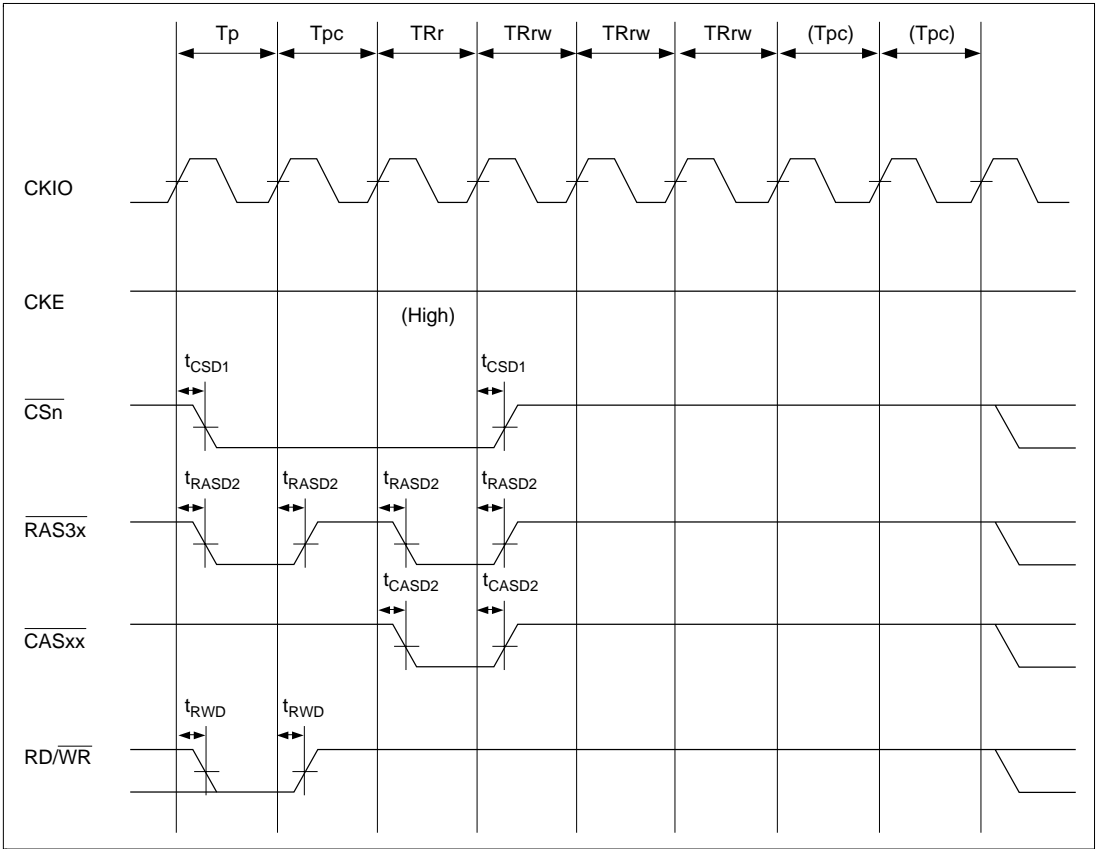 Tp Tpc TRr TRrw TRrw TRrw (Tpc) (Tpc)
CKIO
CKE
(High)
tCSD1 tCSD1
CSn
tRASD2 tRASD2 tRASD2 tRASD2
RAS3x
tCASD2 tCASD2
CASxx
tRWD tRWD
RD/WR